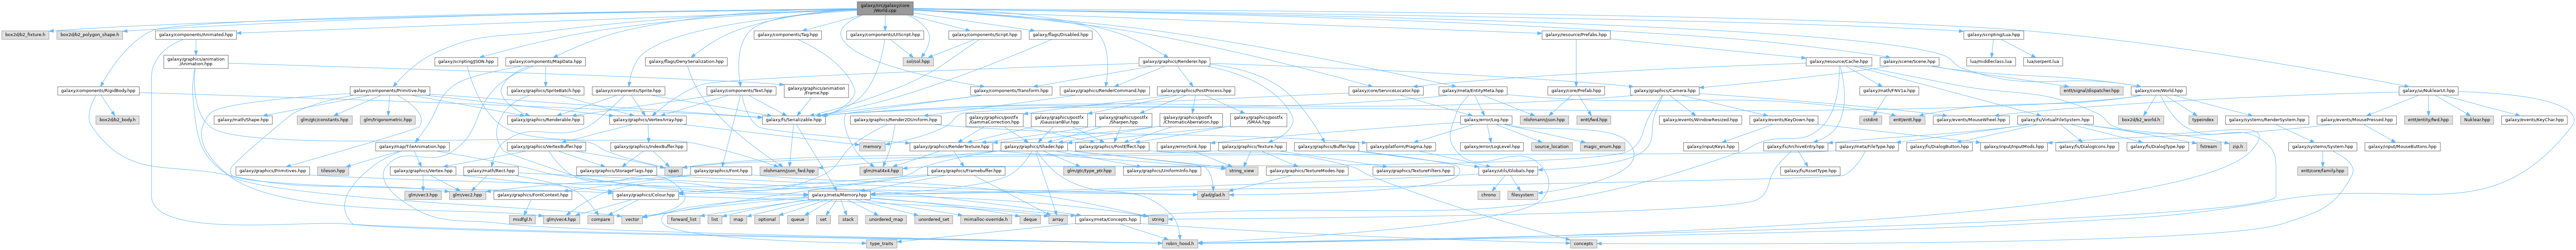 galaxy/src/galaxy/core
/World.cpp
box2d/b2_fixture.h
box2d/b2_polygon_shape.h
galaxy/components/Animated.hpp
galaxy/components/Tag.hpp
galaxy/components/UIScript.hpp
galaxy/components/Script.hpp
galaxy/flags/Disabled.hpp
galaxy/resource/Prefabs.hpp
galaxy/scripting/Lua.hpp
galaxy/graphics/animation
/Animation.hpp
galaxy/scripting/JSON.hpp
galaxy/components/MapData.hpp
galaxy/flags/DenySerialization.hpp
sol/sol.hpp
galaxy/graphics/Renderer.hpp
galaxy/resource/Cache.hpp
galaxy/scene/Scene.hpp
lua/middleclass.lua
lua/serpent.lua
galaxy/components/RigidBody.hpp
galaxy/components/Primitive.hpp
galaxy/graphics/SpriteBatch.hpp
galaxy/components/Sprite.hpp
galaxy/components/Text.hpp
galaxy/graphics/animation
/Frame.hpp
galaxy/components/Transform.hpp
galaxy/graphics/RenderCommand.hpp
galaxy/graphics/PostProcess.hpp
galaxy/core/ServiceLocator.hpp
galaxy/meta/EntityMeta.hpp
galaxy/core/Prefab.hpp
galaxy/graphics/Camera.hpp
galaxy/math/FNV1a.hpp
entt/signal/dispatcher.hpp
galaxy/core/World.hpp
galaxy/ui/NuklearUI.hpp
box2d/b2_body.h
galaxy/math/Shape.hpp
glm/gtc/constants.hpp
glm/trigonometric.hpp
galaxy/graphics/Renderable.hpp
galaxy/graphics/VertexArray.hpp
galaxy/fs/Serializable.hpp
galaxy/graphics/Render2DUniform.hpp
galaxy/graphics/postfx
/GammaCorrection.hpp
galaxy/graphics/postfx
/GaussianBlur.hpp
galaxy/graphics/postfx
/Sharpen.hpp
galaxy/graphics/postfx
/ChromaticAberration.hpp
galaxy/graphics/postfx
/SMAA.hpp
galaxy/error/Log.hpp
nlohmann/json.hpp
entt/fwd.hpp
galaxy/events/WindowResized.hpp
galaxy/events/KeyDown.hpp
cstdint
entt/entt.hpp
galaxy/events/MouseWheel.hpp
galaxy/fs/VirtualFileSystem.hpp
box2d/b2_world.h
typeindex
galaxy/systems/RenderSystem.hpp
galaxy/events/MousePressed.hpp
entt/entity/fwd.hpp
Nuklear.hpp
galaxy/events/KeyChar.hpp
galaxy/map/TileAnimation.hpp
galaxy/graphics/VertexBuffer.hpp
galaxy/graphics/IndexBuffer.hpp
memory
galaxy/graphics/RenderTexture.hpp
galaxy/graphics/Shader.hpp
galaxy/graphics/PostEffect.hpp
galaxy/error/Sink.hpp
galaxy/error/LogLevel.hpp
galaxy/graphics/Texture.hpp
galaxy/graphics/IBuffer.hpp
galaxy/platform/Pragma.hpp
source_location
magic_enum.hpp
galaxy/input/Keys.hpp
galaxy/fs/ArchiveEntry.hpp
galaxy/meta/FileType.hpp
galaxy/fs/DialogButton.hpp
galaxy/input/InputMods.hpp
galaxy/fs/DialogIcon.hpp
galaxy/fs/DialogType.hpp
fstream
zip.h
galaxy/systems/System.hpp
galaxy/input/MouseButtons.hpp
galaxy/graphics/Primitives.hpp
tileson.hpp
galaxy/graphics/Vertex.hpp
galaxy/math/Rect.hpp
galaxy/graphics/StorageFlags.hpp
span
galaxy/graphics/Font.hpp
nlohmann/json_fwd.hpp
glm/mat4x4.hpp
galaxy/graphics/Framebuffer.hpp
glm/gtc/type_ptr.hpp
galaxy/graphics/UniformInfo.hpp
string_view
galaxy/graphics/TextureModes.hpp
galaxy/graphics/TextureFilters.hpp
galaxy/utils/Globals.hpp
galaxy/fs/AssetType.hpp
entt/core/family.hpp
glm/vec3.hpp
glm/vec2.hpp
galaxy/graphics/FontContext.hpp
galaxy/graphics/Colour.hpp
galaxy/meta/Memory.hpp
glad/glad.h
chrono
filesystem
msdfgl.h
glm/vec4.hpp
compare
vector
forward_list
list
map
optional
queue
set
stack
unordered_map
unordered_set
mimalloc-override.h
deque
array
galaxy/meta/Concepts.hpp
string
type_traits
robin_hood.h
concepts